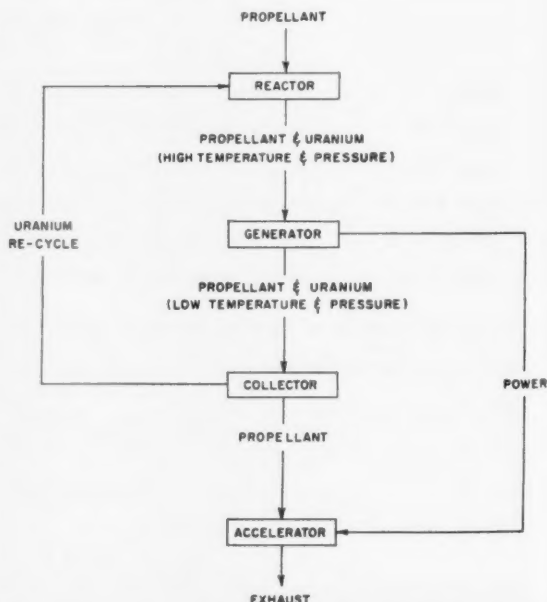 PROPELLANT
REACTOR
PROPELLANT & URANIUM
(HIGH TEMPERATURE & PRESSURE)
URANIUM
RE-CYCLE
GENERATOR
PROPELLANT & URANIUM
(LOW TEMPERATURE & PRESSURE)
COLLECTOR
POWER
PROPELLANT
ACCELERATOR
EXHAUST